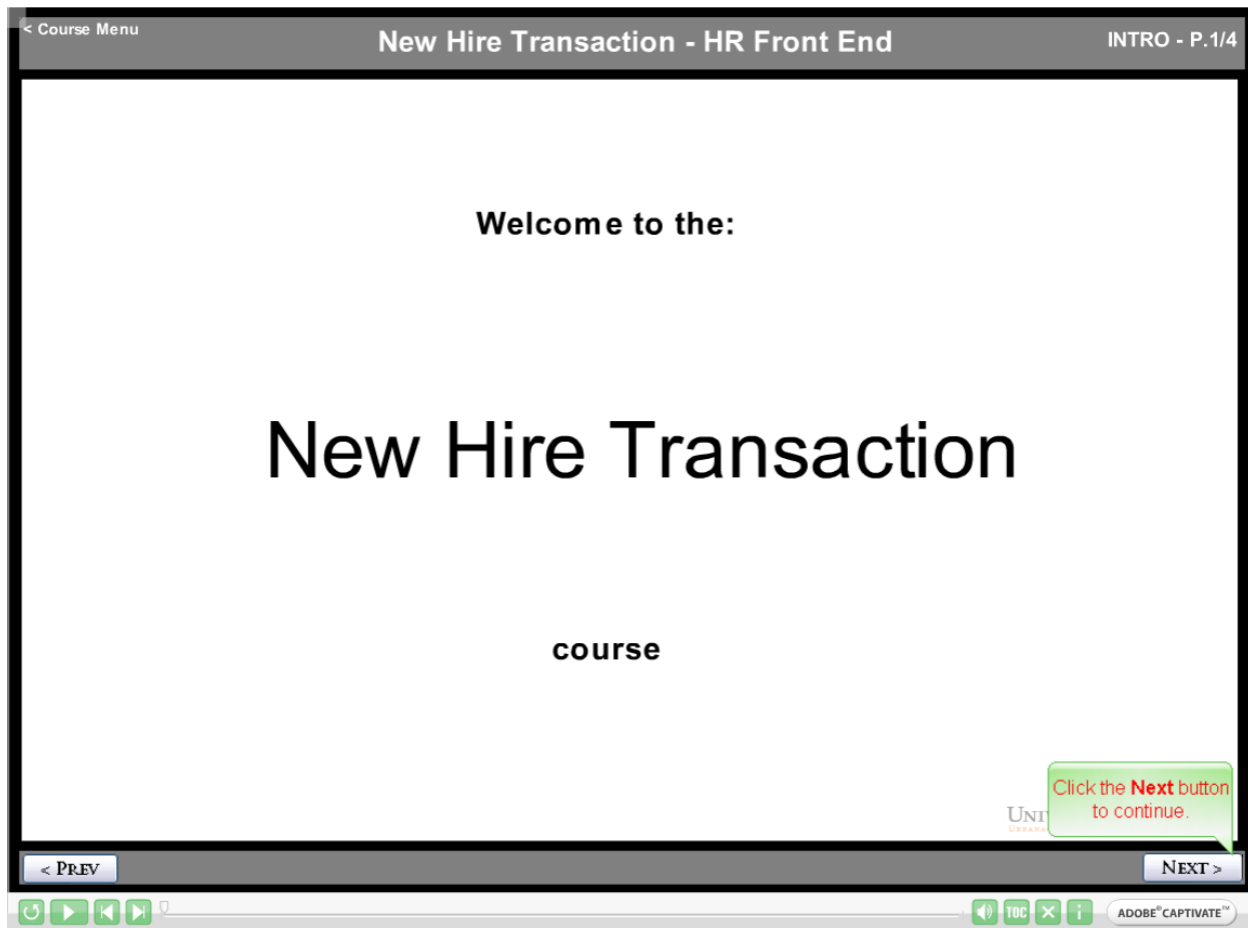 < Course Menu
New Hire Transaction - HR Front End
INTRO - P.1/4
Welcome to the:
New Hire Transaction
course
Click the Next button
to continue.
< PREV
NEXT >
TOC
i
ADOBE® CAPTIVATE™